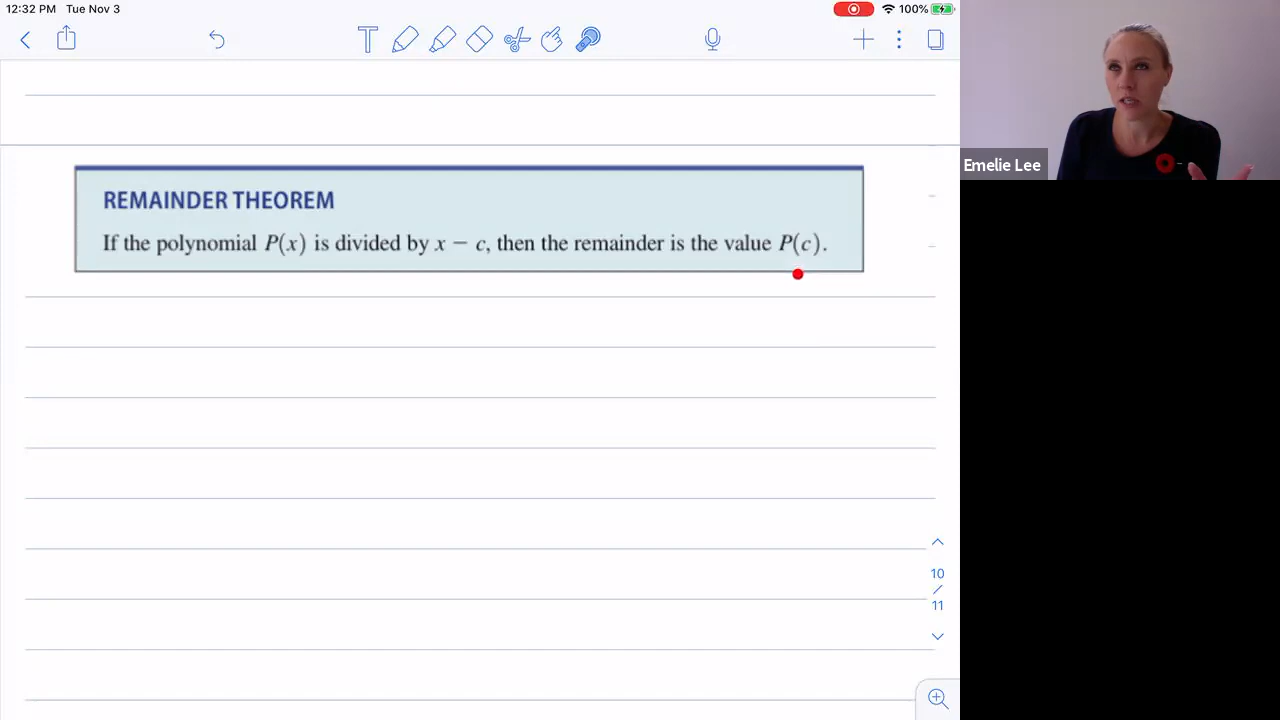 12:32 PM Tue Nov 3
100%
T
REMAINDER THEOREM
If the polynomial P(x) is divided by x − c, then the remainder is the value P(c).
Emelie Lee
10
/
11